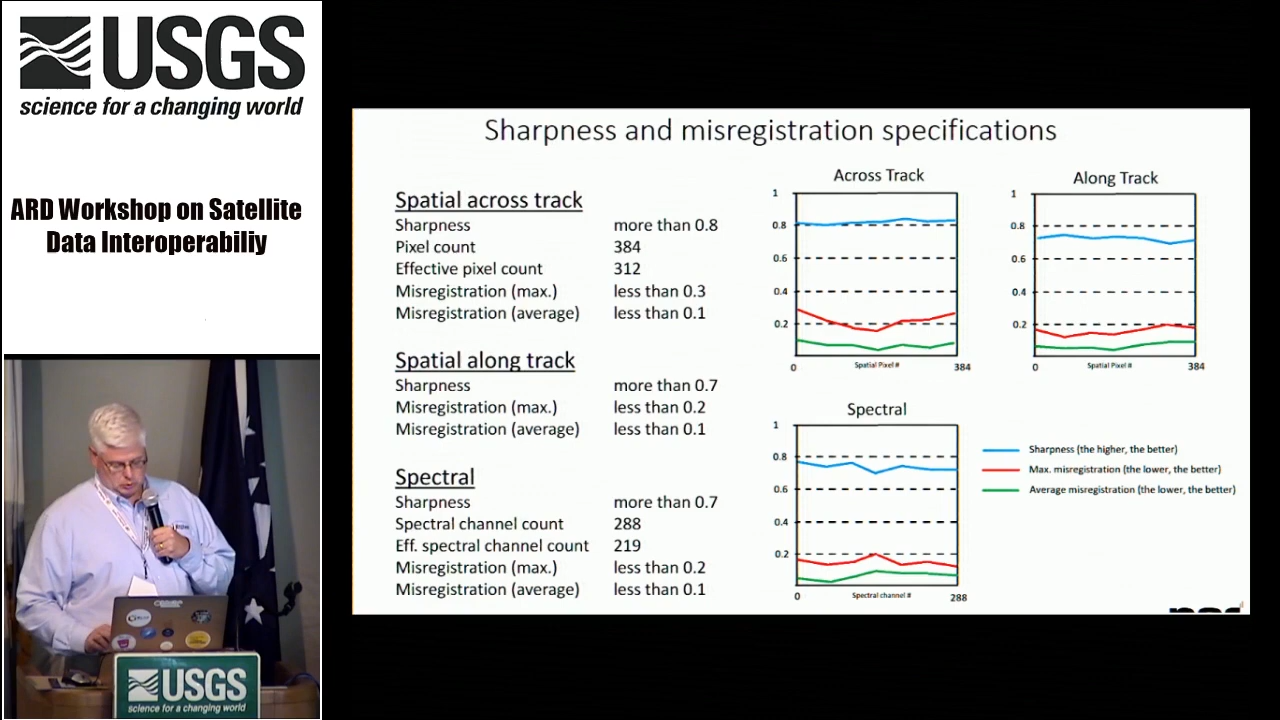 USGS
science for a changing world
ARD Workshop on Satellite
Data Interoperabiliy
USGS
science for a changing world
Sharpness and misregistration specifications
Spatial across track
Sharpness more than 0.8
Pixel count 384
Effective pixel count 312
Misregistration (max.) less than 0.3
Misregistration (average) less than 0.1
Spatial along track
Sharpness more than 0.7
Misregistration (max.) less than 0.2
Misregistration (average) less than 0.1
Spectral
Sharpness more than 0.7
Spectral channel count 288
Eff. spectral channel count 219
Misregistration (max.) less than 0.2
Misregistration (average) less than 0.1
Across Track
1
0.8
0.6
0.4
0.2
0 Spatial Pixel # 384
Along Track
1
0.8
0.6
0.4
0.2
0 Spatial Pixel # 384
Spectral
1
0.8
0.6
0.4
0.2
0 Spectral channel # 288
Sharpness (the higher, the better)
Max. misregistration (the lower, the better)
Average misregistration (the lower, the better)